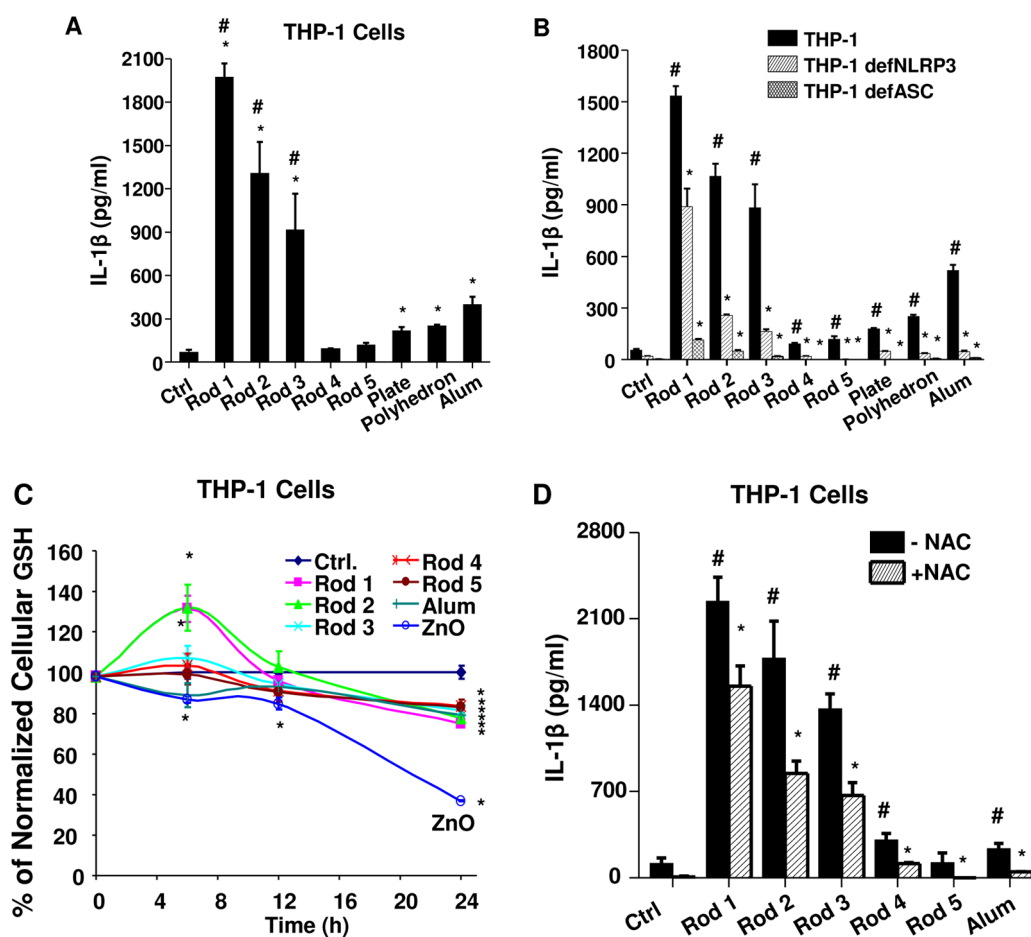 A
THP-1 Cells
IL-1β (pg/ml)
2100
1800
1500
1200
900
600
300
0
#
*
#
*
#
*
*
*
*
Ctrl
Rod 1
Rod 2
Rod 3
Rod 4
Rod 5
Plate
Polyhedron
Alum
B
THP-1
THP-1 defNLRP3
THP-1 defASC
IL-1β (pg/ml)
1800
1500
1200
900
600
300
0
#
*
*
#
*
*
#
*
*
#
*
*
#
*
*
#
*
*
#
*
*
#
*
*
Ctrl
Rod 1
Rod 2
Rod 3
Rod 4
Rod 5
Plate
Polyhedron
Alum
C
THP-1 Cells
% of Normalized Cellular GSH
160
140
120
100
80
60
40
20
0
Ctrl.
Rod 1
Rod 2
Rod 3
Rod 4
Rod 5
Alum
ZnO
*
*
*
*
*
*
*
*
*
*
*
ZnO
0 4 8 12 16 20 24
Time (h)
D
THP-1 Cells
- NAC
+NAC
IL-1β (pg/ml)
2800
2100
1400
700
0
#
*
#
*
#
*
#
*
*
#
*
Ctrl
Rod 1
Rod 2
Rod 3
Rod 4
Rod 5
Alum